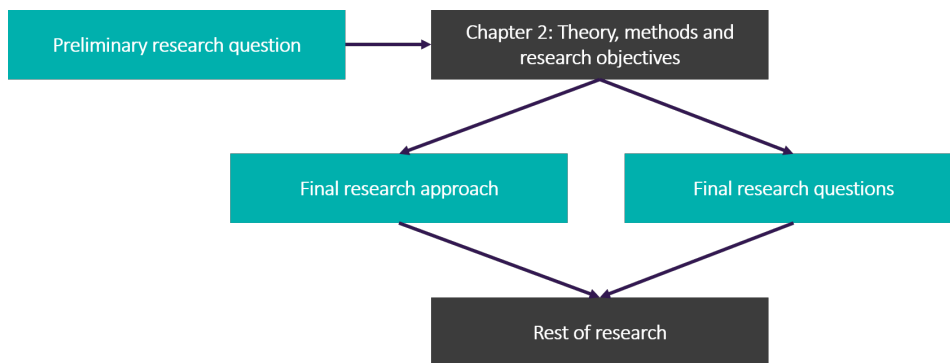 Preliminary research question
Chapter 2: Theory, methods and
research objectives
Final research approach
Final research questions
Rest of research